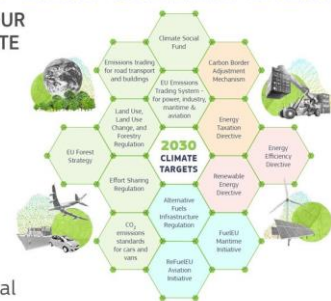 UR
TE
Climate Social
Fund
Emissions trading
for road transport
and buildings
Carbon Border
Adjustment
Mechanism
EU Emissions
Trading System -
for power, industry,
maritime &
aviation
Land Use,
Land Use
Change, and
Forestry
Regulation
Energy
Taxation
Directive
EU Forest
Strategy
2030
CLIMATE
TARGETS
Energy
Efficiency
Directive
Effort Sharing
Regulation
Renewable
Energy
Directive
Alternative
Fuels
Infrastructure
Regulation
CO₂
emissions
standards
for cars and
vans
FuelEU
Maritime
Initiative
ReFuelEU
Aviation
Initiative
al